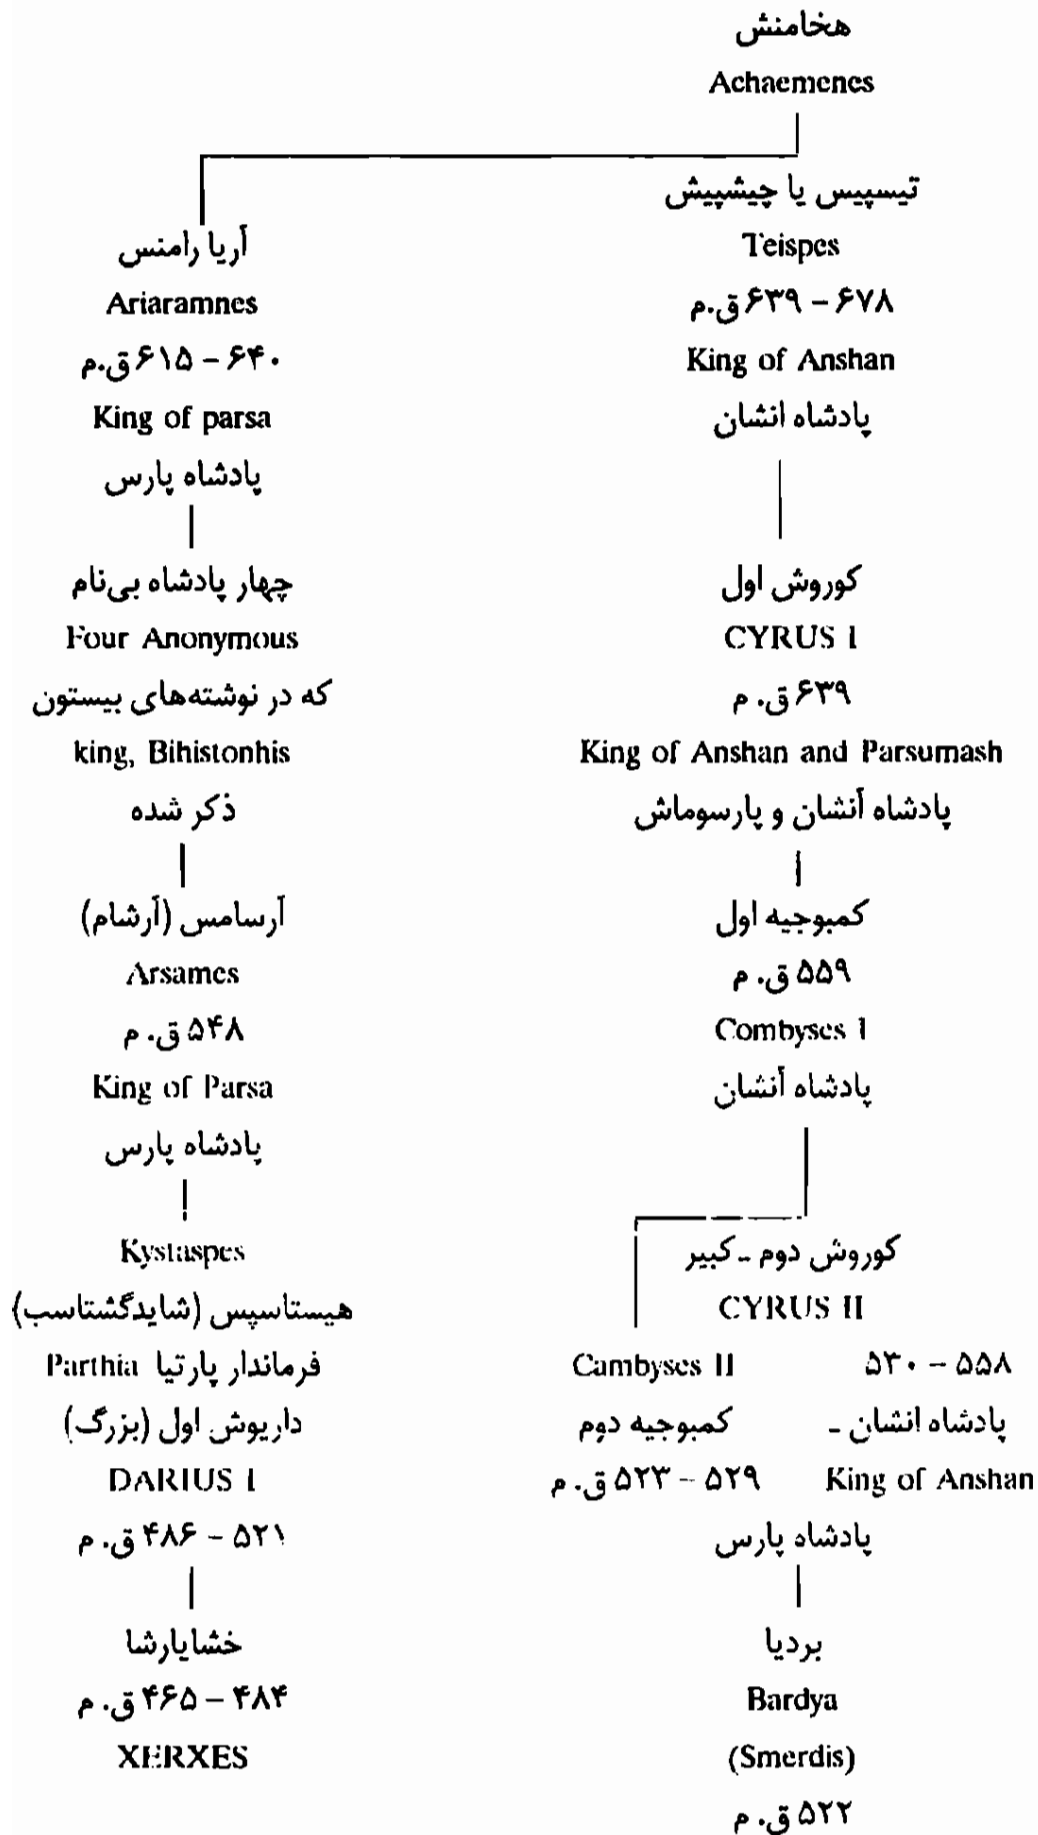 هخامنش
Achaemenes
تیسپیس یا چیشپیش
Teispes
۶۷۸ – ۶۳۹ ق.م
King of Anshan
پادشاه انشان
کوروش اول
CYRUS I
۶۳۹ ق. م
King of Anshan and Parsumash
پادشاه آنشان و پارسوماش
کمبوجیه اول
۵۵۹ ق. م
Combyses I
پادشاه آنشان
کوروش دوم ـ کبیر
CYRUS II
۵۵۸ – ۵۳۰
پادشاه انشان ـ
King of Anshan
پادشاه پارس
Cambyses II
کمبوجیه دوم
۵۲۹ – ۵۲۳ ق. م
بردیا
Bardya
(Smerdis)
۵۲۲ ق. م
آریا رامنس
Ariaramnes
۶۴۰ – ۶۱۵ ق.م
King of parsa
پادشاه پارس
چهار پادشاه بی‌نام
Four Anonymous
که در نوشته‌های بیستون
king, Bihistonhis
ذکر شده
آرسامس (آرشام)
Arsames
۵۴۸ ق. م
King of Parsa
پادشاه پارس
Kystaspes
هیستاسپس (شایدگشتاسب)
فرماندار پارتیا Parthia
داریوش اول (بزرگ)
DARIUS I
۵۲۱ – ۴۸۶ ق. م
خشایارشا
۴۸۴ – ۴۶۵ ق. م
XERXES